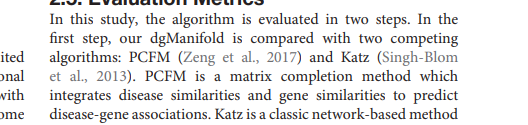 2.5. Evaluation Metrics
In this study, the algorithm is evaluated in two steps. In the
first step, our dgManifold is compared with two competing
ited algorithms: PCFM (Zeng et al., 2017) and Katz (Singh-Blom
onal et al., 2013). PCFM is a matrix completion method which
with integrates disease similarities and gene similarities to predict
ome disease-gene associations. Katz is a classic network-based method